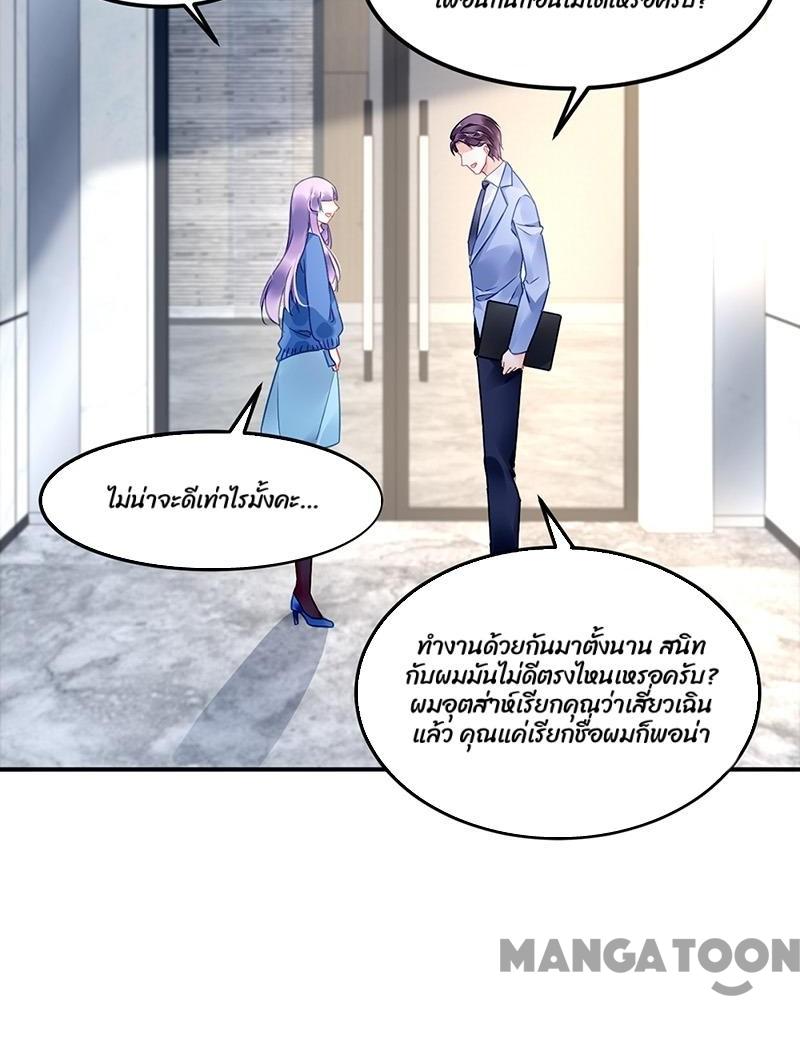 ไม่น่าจะดีเท่าไรมั้งคะ...
ทำงานด้วยกันมาตั้งนาน สนิท
กับผมมันไม่ดีตรงไหนเหรอครับ?
ผมอุตส่าห์เรียกคุณว่าเสี่ยวเฉิน
แล้ว คุณแค่เรียกชื่อผมก็พอน่า
MANGATOON